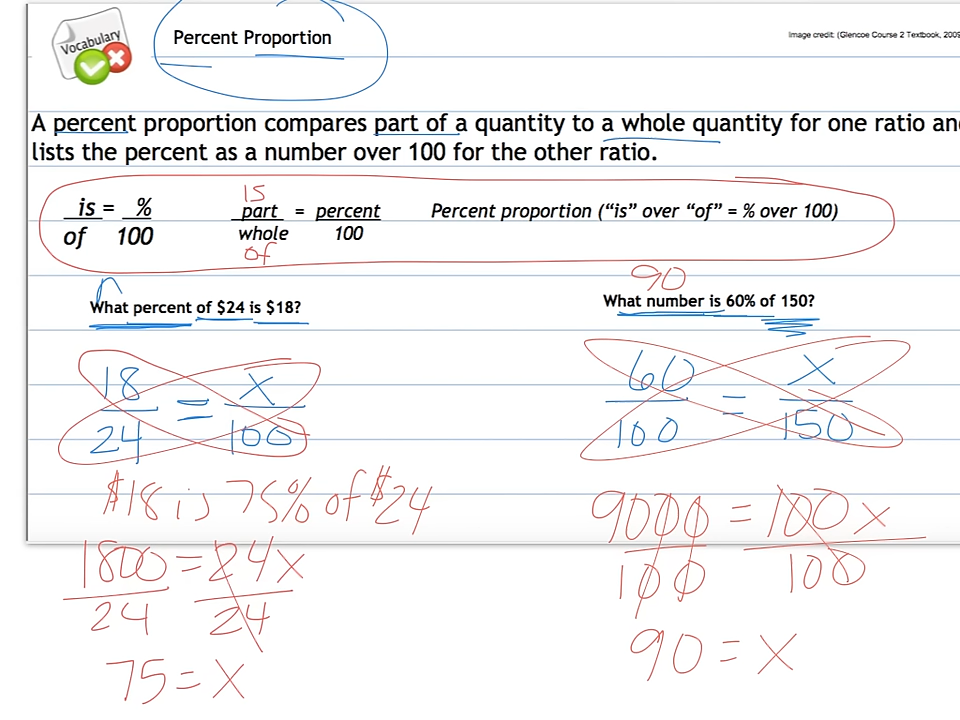 Vocabulary
Percent Proportion
Image credit: (Glencoe Course 2 Textbook, 2009
A percent proportion compares part of a quantity to a whole quantity for one ratio an
lists the percent as a number over 100 for the other ratio.
is = %
of 100
is
part = percent
whole 100
of
Percent proportion ("is" over "of" = % over 100)
What percent of $24 is $18?
18 = x
24 100
$18 is 75% of $24
1800 = 24x
24 24
75 = x
90
What number is 60% of 150?
60 = x
100 150
9000 = 100x
100 100
90 = x